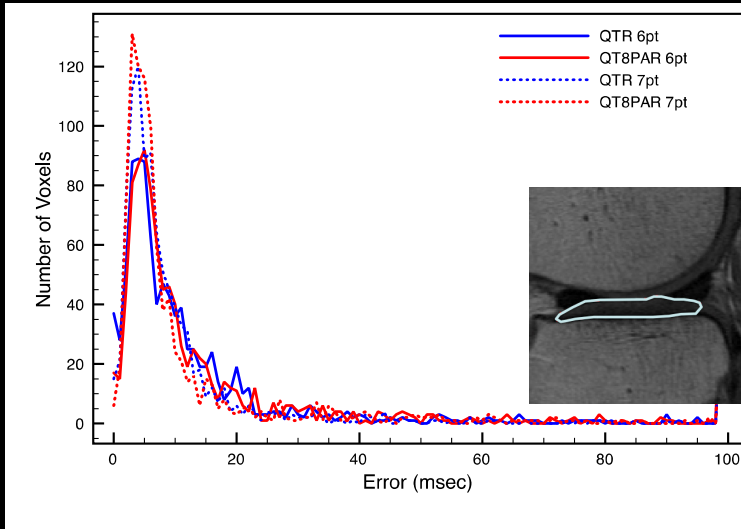 QTR 6pt
QT8PAR 6pt
QTR 7pt
QT8PAR 7pt
Number of Voxels
120
100
80
60
40
20
0
0 20 40 60 80 100
Error (msec)